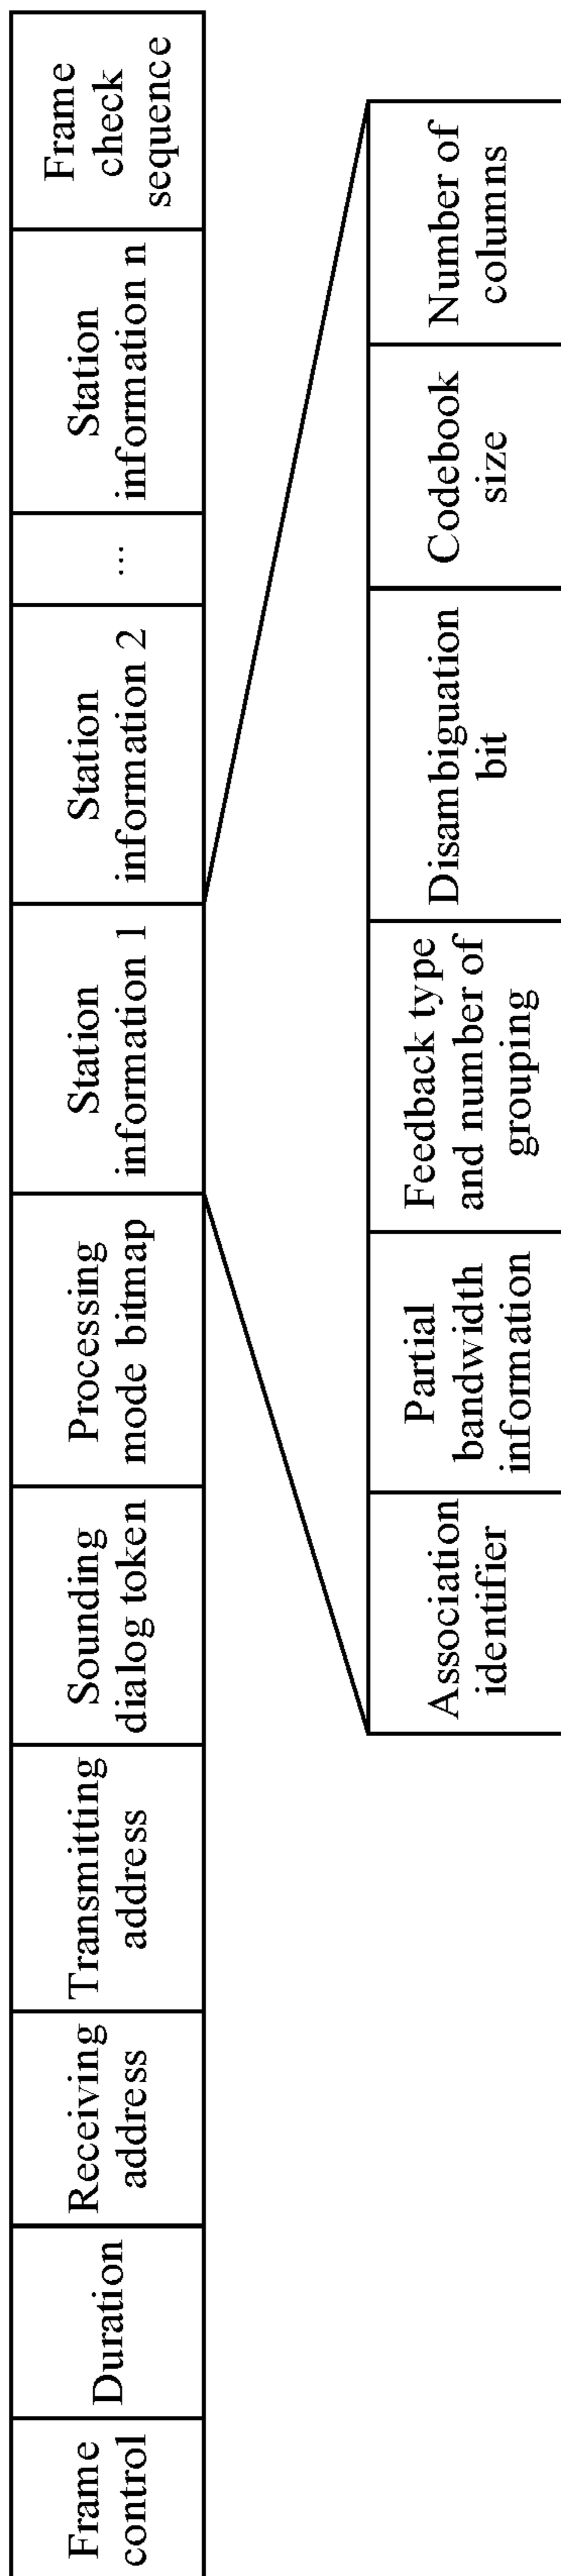 Frame
control
Duration
Receiving
address
Transmitting
address
Sounding
dialog token
Processing
mode bitmap
Station
information 1
Station
information 2
...
Station
information n
Frame
check
sequence
Association
identifier
Partial
bandwidth
information
Feedback type
and number of
grouping
Disambiguation
bit
Codebook
size
Number of
columns